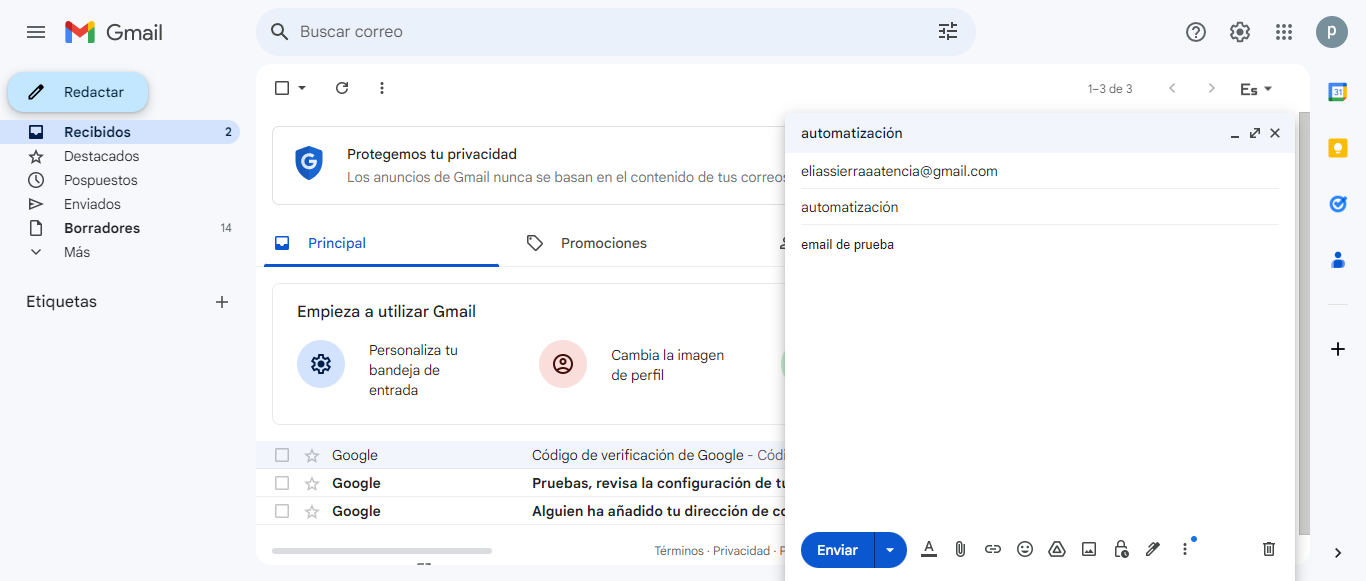 Gmail
Buscar correo
P
Redactar
Recibidos 2
Destacados
Pospuestos
Enviados
Borradores 14
Más
Etiquetas
1–3 de 3
Es
Protegemos tu privacidad
Los anuncios de Gmail nunca se basan en el contenido de tus correos
Principal
Promociones
Empieza a utilizar Gmail
Personaliza tu
bandeja de
entrada
Cambia la imagen
de perfil
Google Código de verificación de Google - Códi
Google Pruebas, revisa la configuración de tu
Google Alguien ha añadido tu dirección de co
Términos · Privacidad · P
automatización
eliassierraaatencia@gmail.com
automatización
email de prueba
Enviar
A
31